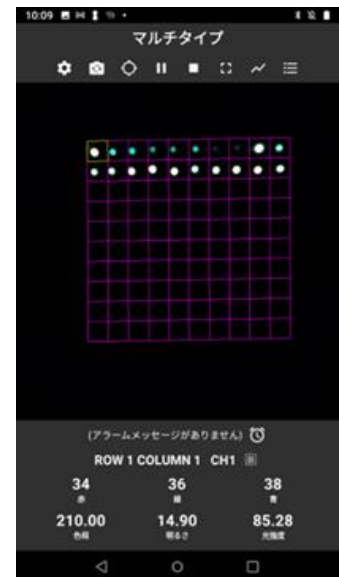 10:09
マルチタイプ
(アラームメッセージがありません)
ROW 1 COLUMN 1 CH1
34 36 38
赤 緑 青
210.00 14.90 85.28
色相 明るさ 光強度